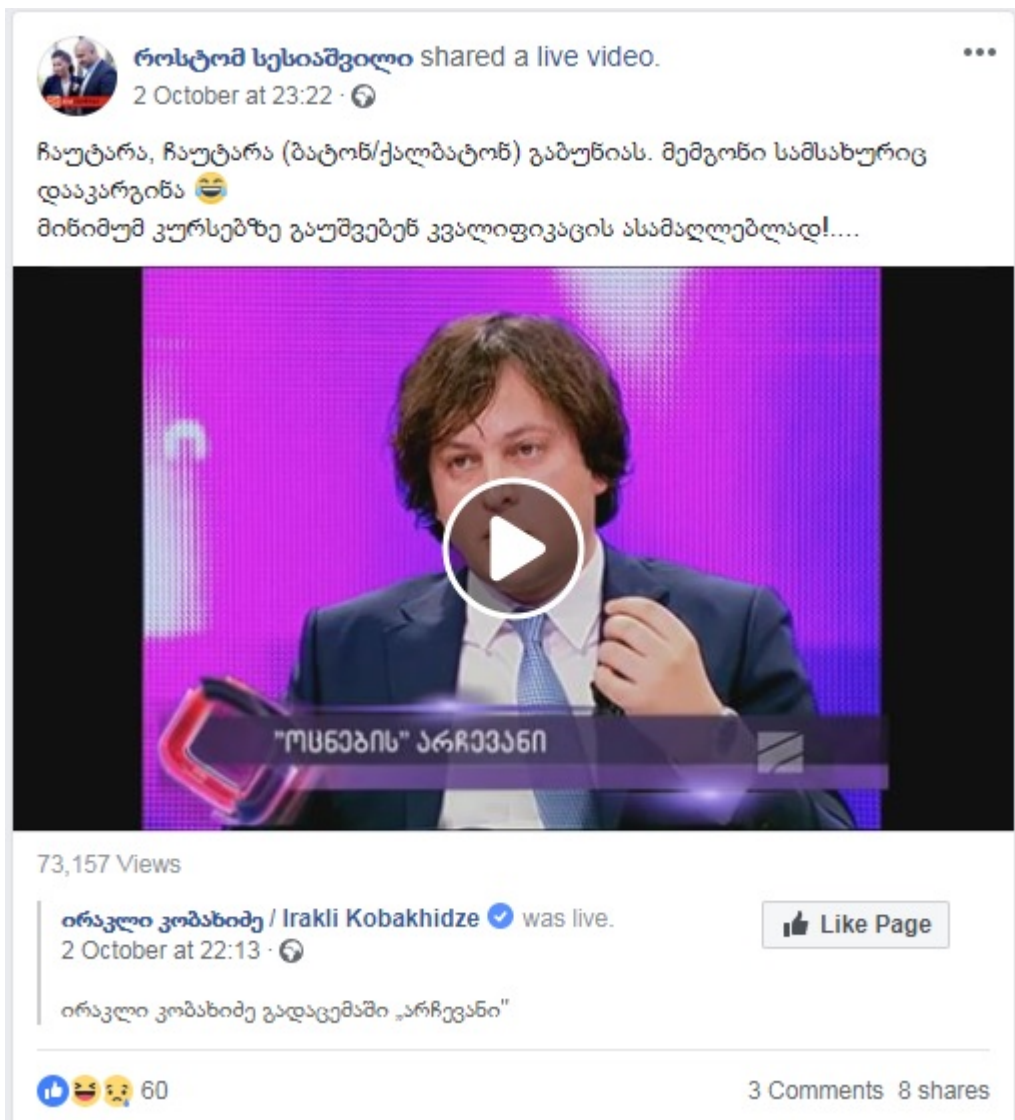 როსტომ სესიაშვილი shared a live video.
2 October at 23:22 ·
ჩაუტარა, ჩაუტარა (ბატონ/ქალბატონ) გაბუნიას. მემგონი სამსახურიც
დააკარგინა 😂
მინიმუმ კურსებზე გაუშვებენ კვალიფიკაცის ასამაღლებლად!....
"ოცნების" არჩევანი
73,157 Views
ირაკლი კობახიძე / Irakli Kobakhidze was live.
Like Page
2 October at 22:13 ·
ირაკლი კობახიძე გადაცემაში „არჩევანი"
60
3 Comments 8 shares